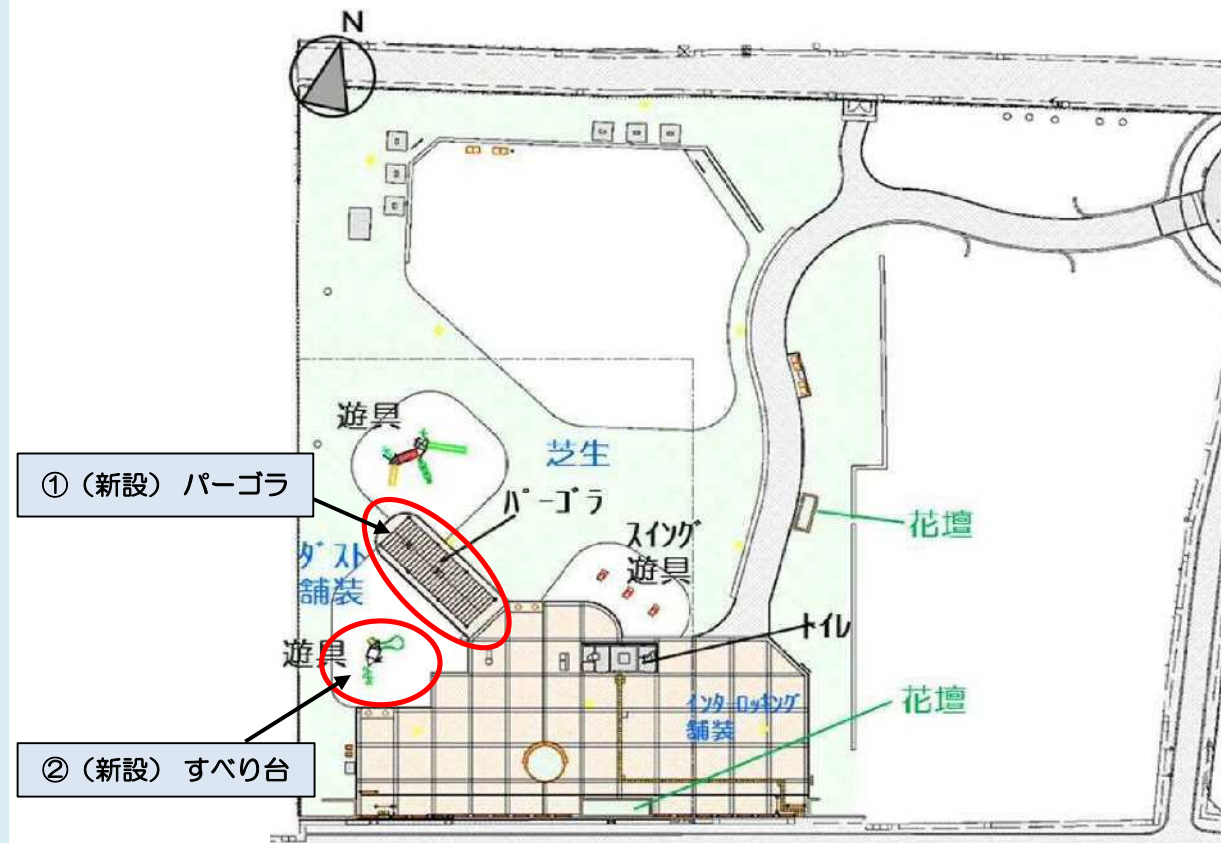 N
遊具
芝生
① （新設） パーゴラ
パーゴラ
スイング
遊具
花壇
ダスト
舗装
トイレ
遊具
インターロッキング
舗装
花壇
② （新設） すべり台